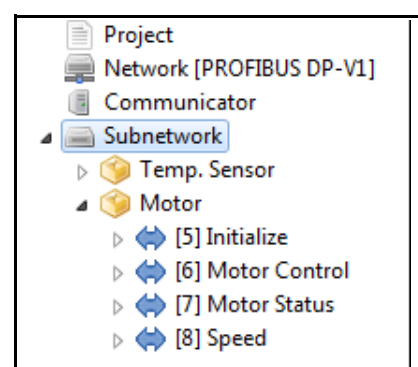 Project
Network [PROFIBUS DP-V1]
Communicator
Subnetwork
Temp. Sensor
Motor
[5] Initialize
[6] Motor Control
[7] Motor Status
[8] Speed